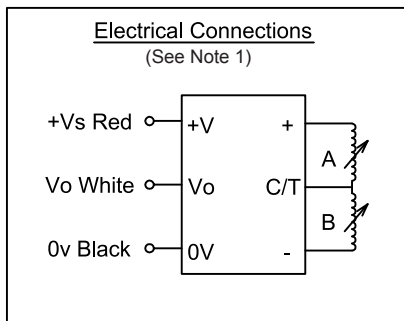 Electrical Connections
(See Note 1)
+Vs Red +V +
A
Vo White Vo C/T
B
0v Black 0V -